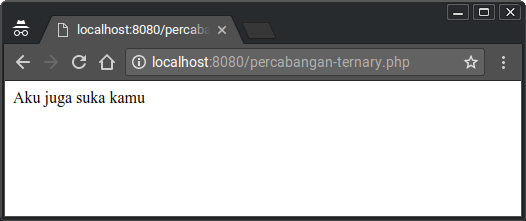 localhost:8080/percaba
localhost:8080/percabangan-ternary.php
Aku juga suka kamu